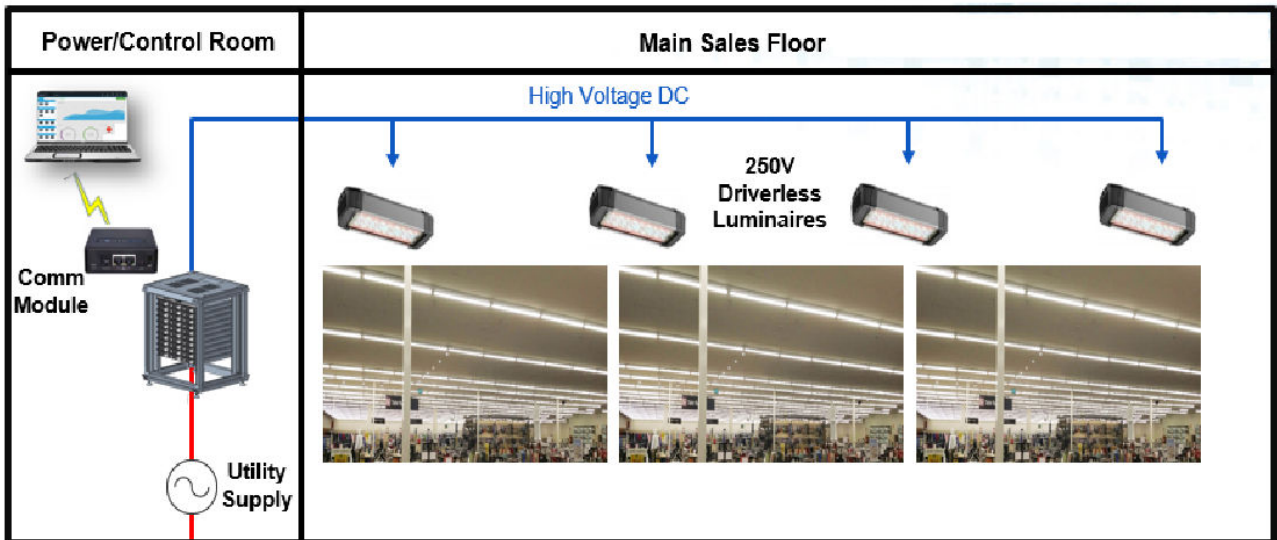 Power/Control Room
Main Sales Floor
High Voltage DC
250V
Driverless
Luminaires
Comm
Module
Utility
Supply